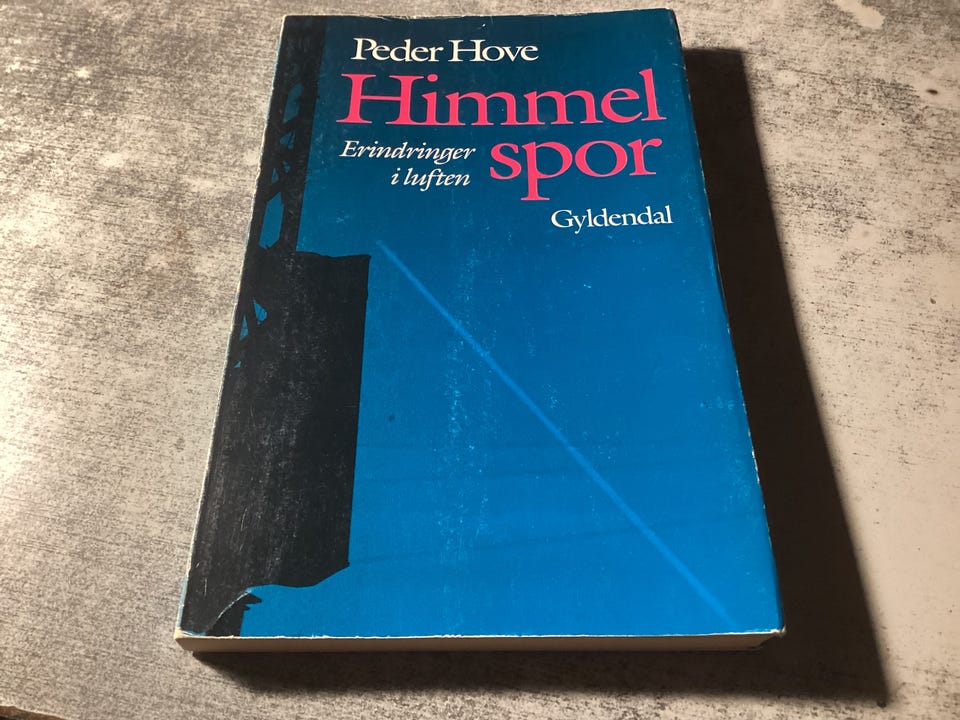 Peder Hove
Himmel
Erindringer
i luften
spor
Gyldendal